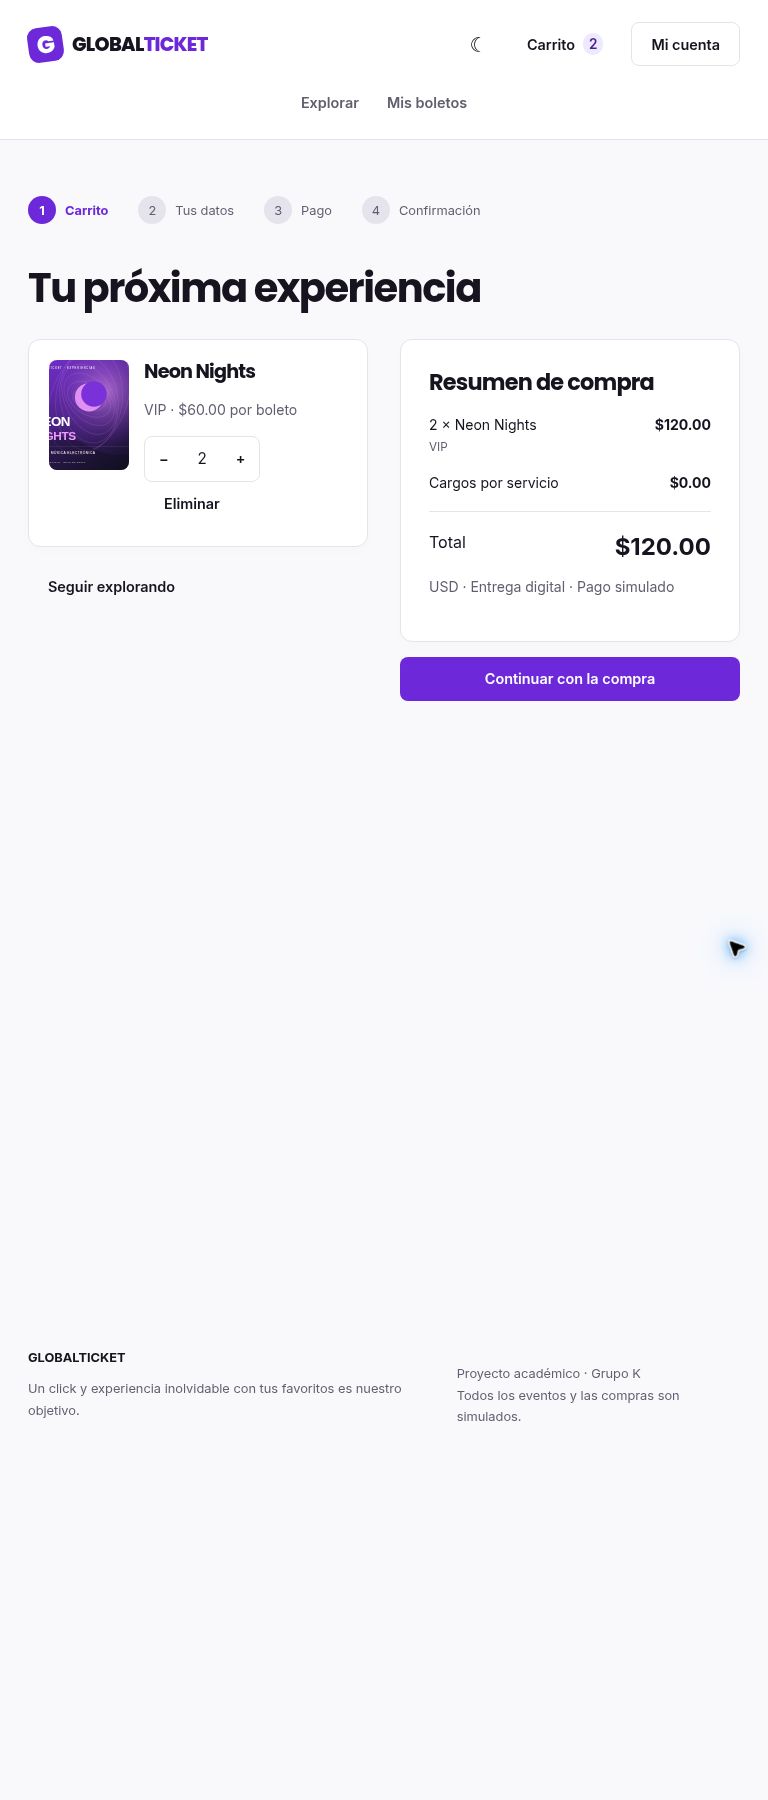 G GLOBALTICKET
Carrito 2
Mi cuenta
Explorar
Mis boletos
1 Carrito
2 Tus datos
3 Pago
4 Confirmación
Tu próxima experiencia
EON
GHTS
Neon Nights
VIP · $60.00 por boleto
− 2 +
Eliminar
Seguir explorando
Resumen de compra
2 × Neon Nights $120.00
VIP
Cargos por servicio $0.00
Total $120.00
USD · Entrega digital · Pago simulado
Continuar con la compra
GLOBALTICKET
Un click y experiencia inolvidable con tus favoritos es nuestro
objetivo.
Proyecto académico · Grupo K
Todos los eventos y las compras son
simulados.